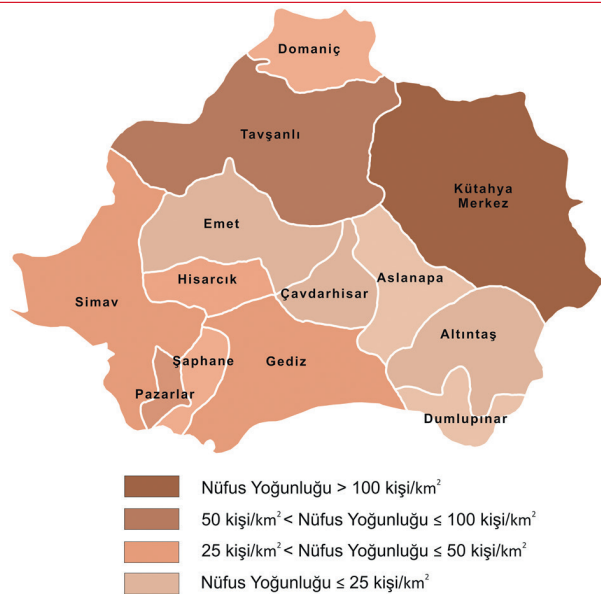 Domaniç
Tavşanlı
Kütahya
Merkez
Emet
Hisarcık
Çavdarhisar
Aslanapa
Simav
Altıntaş
Şaphane
Gediz
Pazarlar
Dumlupınar
Nüfus Yoğunluğu > 100 kişi/km²
50 kişi/km² < Nüfus Yoğunluğu ≤ 100 kişi/km²
25 kişi/km² < Nüfus Yoğunluğu ≤ 50 kişi/km²
Nüfus Yoğunluğu ≤ 25 kişi/km²